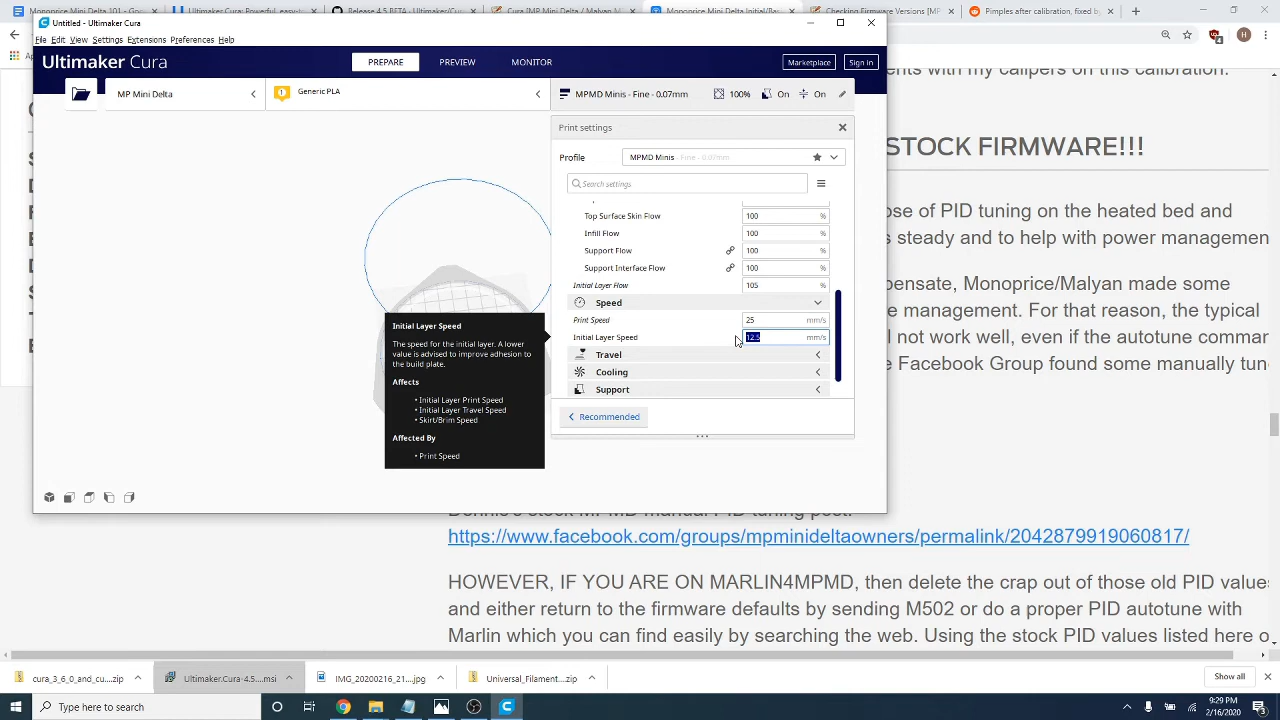 Untitled - Ultimaker Cura
File Edit View Settings Extensions Preferences Help
Ultimaker Cura
PREPARE
PREVIEW
MONITOR
Marketplace
Sign in
MP Mini Delta
Generic PLA
MPMD Minis - Fine - 0.07mm
100%
On
On
Print settings
Profile
MPMD Minis - Fine - 0.07mm
Search settings
Top Surface Skin Flow 100 %
Infill Flow 100 %
Support Flow 100 %
Support Interface Flow 100 %
Initial Layer Flow 105 %
Speed
Print Speed 25 mm/s
Initial Layer Speed 12.5 mm/s
Travel
Cooling
Support
Recommended
Initial Layer Speed
The speed for the initial layer. A lower
value is advised to improve adhesion to
the build plate.
Affects
• Initial Layer Print Speed
• Initial Layer Travel Speed
• Skirt/Brim Speed
Affected By
• Print Speed
Pimples after calibration, fixed by
ents with my calipers on this calibration.
STOCK FIRMWARE!!!
ose of PID tuning on the heated bed and
s steady and to help with power managemen
pensate, Monoprice/Malyan made some
e management. For that reason, the typical
l not work well, even if the autotune comman
e Facebook Group found some manually tun
https://www.facebook.com/groups/mpminideltaowners/permalink/2042879919060817/
HOWEVER, IF YOU ARE ON MARLIN4MPMD, then delete the crap out of those old PID values
and either return to the firmware defaults by sending M502 or do a proper PID autotune with
Marlin which you can find easily by searching the web. Using the stock PID values listed here o
cura_3_6_0_and_cu....zip
Ultimaker.Cura-4.5....msi
IMG_20200216_21....jpg
Universal_Filament....zip
Show all
Type here to search
9:29 PM
2/16/2020